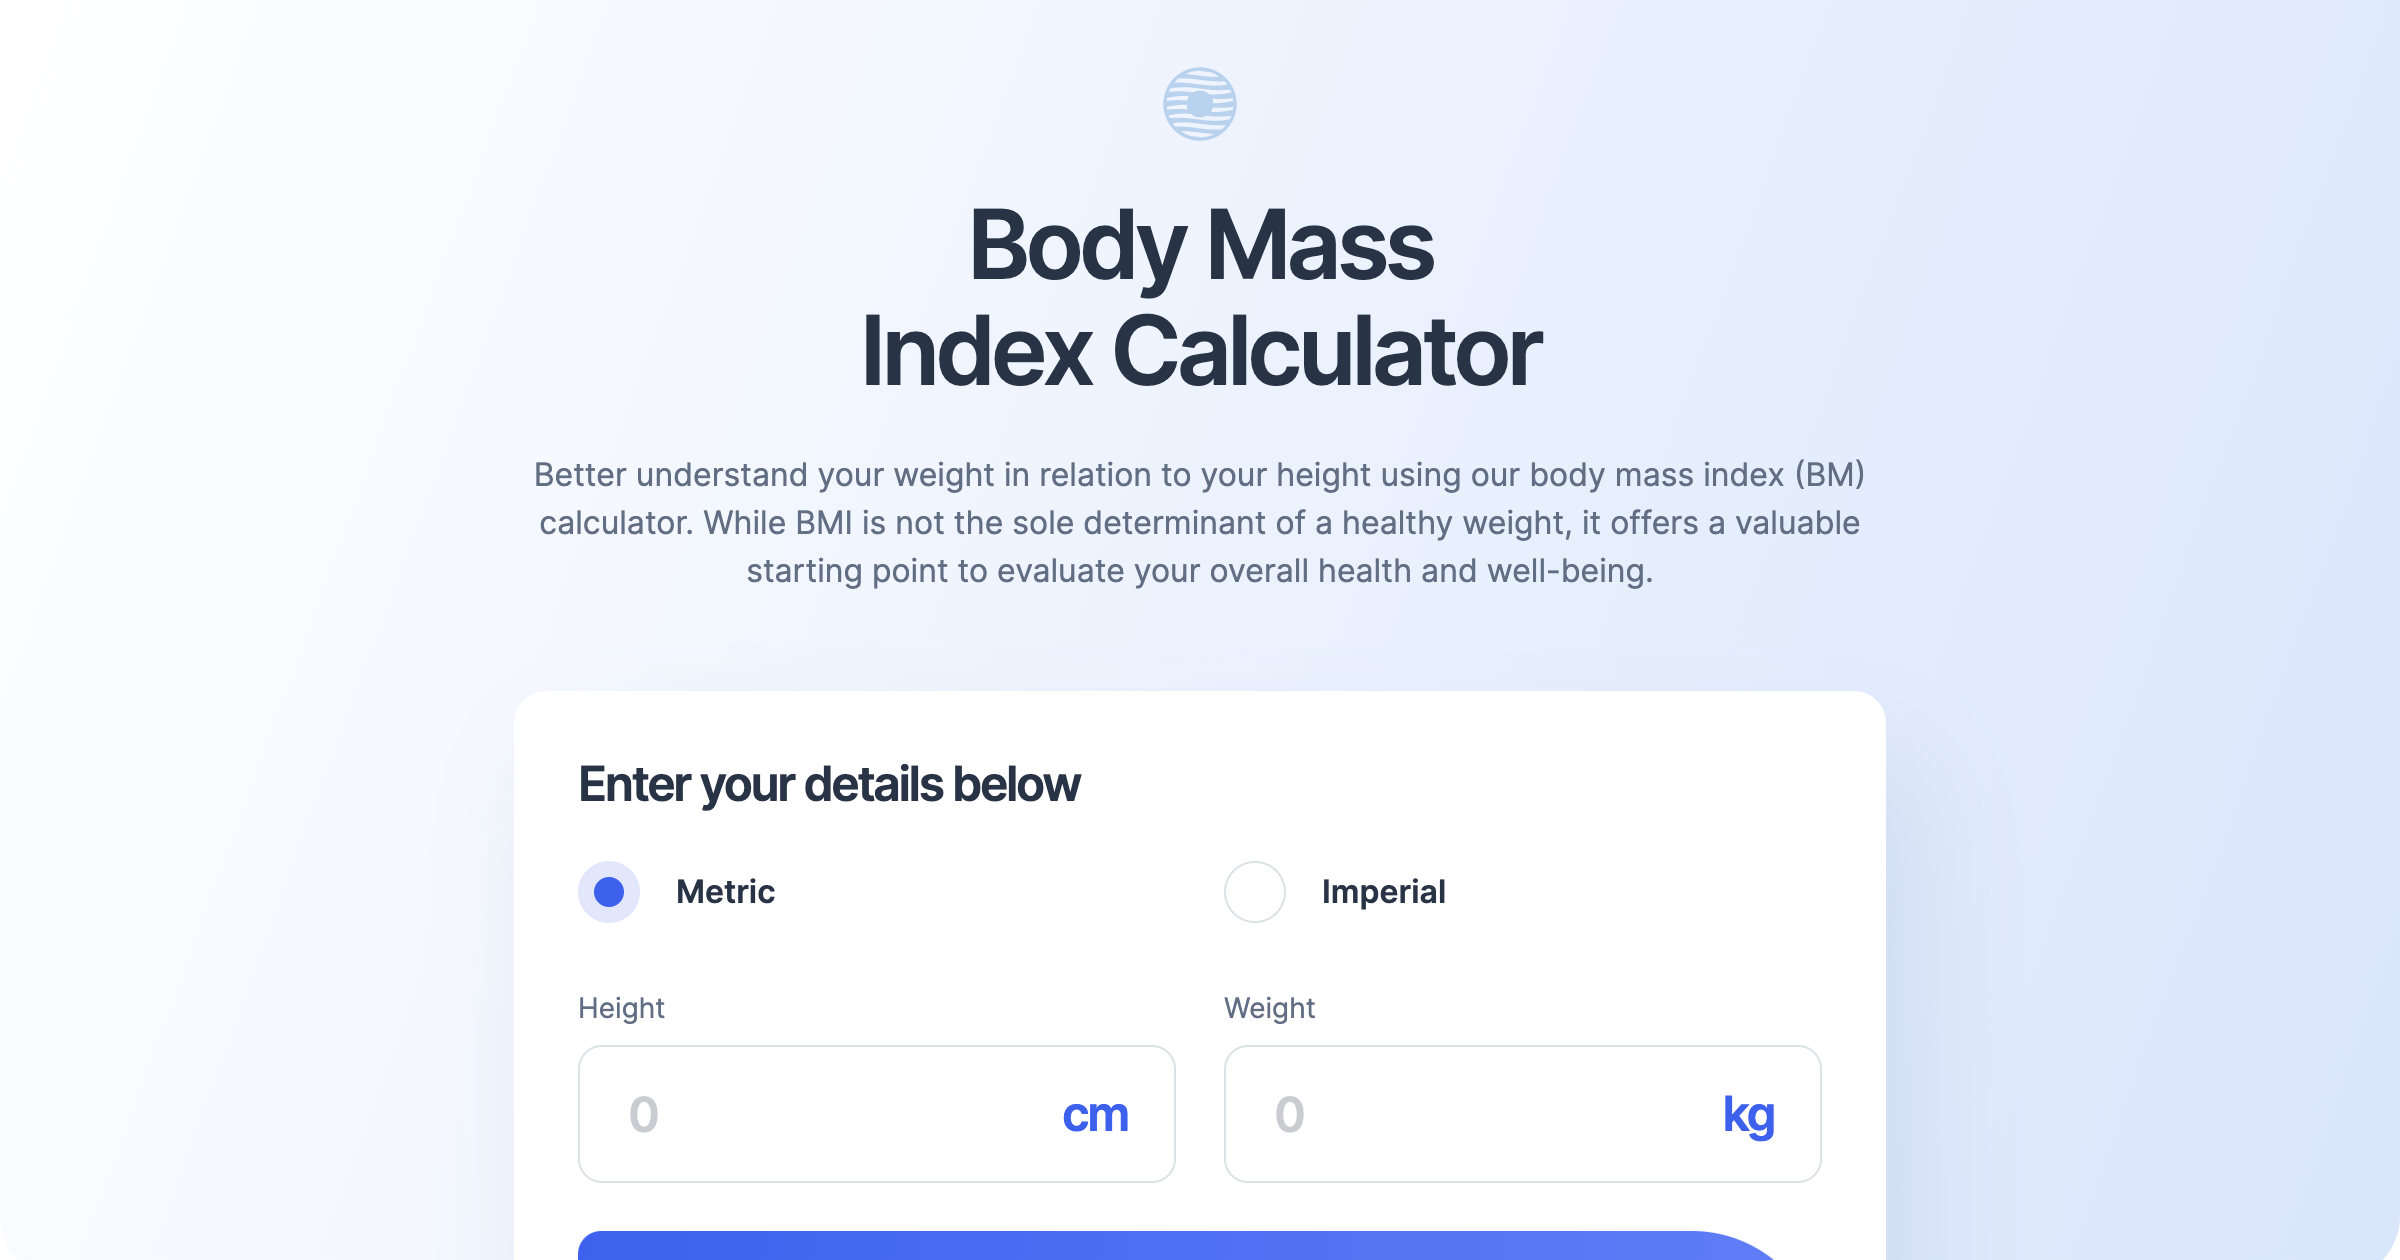 Body Mass
Index Calculator
Better understand your weight in relation to your height using our body mass index (BM)
calculator. While BMI is not the sole determinant of a healthy weight, it offers a valuable
starting point to evaluate your overall health and well-being.
Enter your details below
Metric
Imperial
Height
Weight
0 cm
0 kg